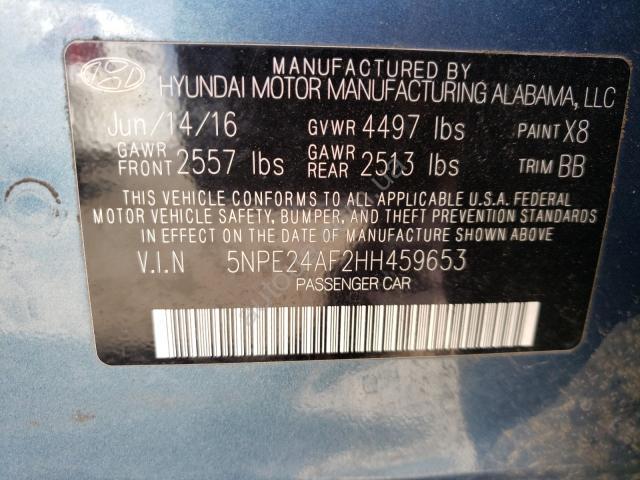 MANUFACTURED BY
HYUNDAI MOTOR MANUFACTURING ALABAMA, LLC
Jun/14/16 GVWR 4497 lbs PAINT X8
GAWR FRONT 2557 lbs GAWR REAR 2513 lbs TRIM BB
THIS VEHICLE CONFORMS TO ALL APPLICABLE U.S.A. FEDERAL
MOTOR VEHICLE SAFETY, BUMPER, AND THEFT PREVENTION STANDARDS
IN EFFECT ON THE DATE OF MANUFACTURE SHOWN ABOVE.
V.I.N 5NPE24AF2HH459653
PASSENGER CAR